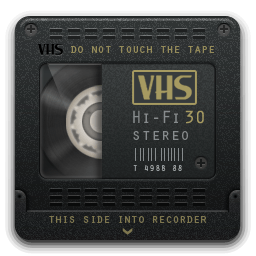 VHS DO NOT TOUCH THE TAPE
VHS
HI-FI 30
STEREO
T 4988 88
THIS SIDE INTO RECORDER